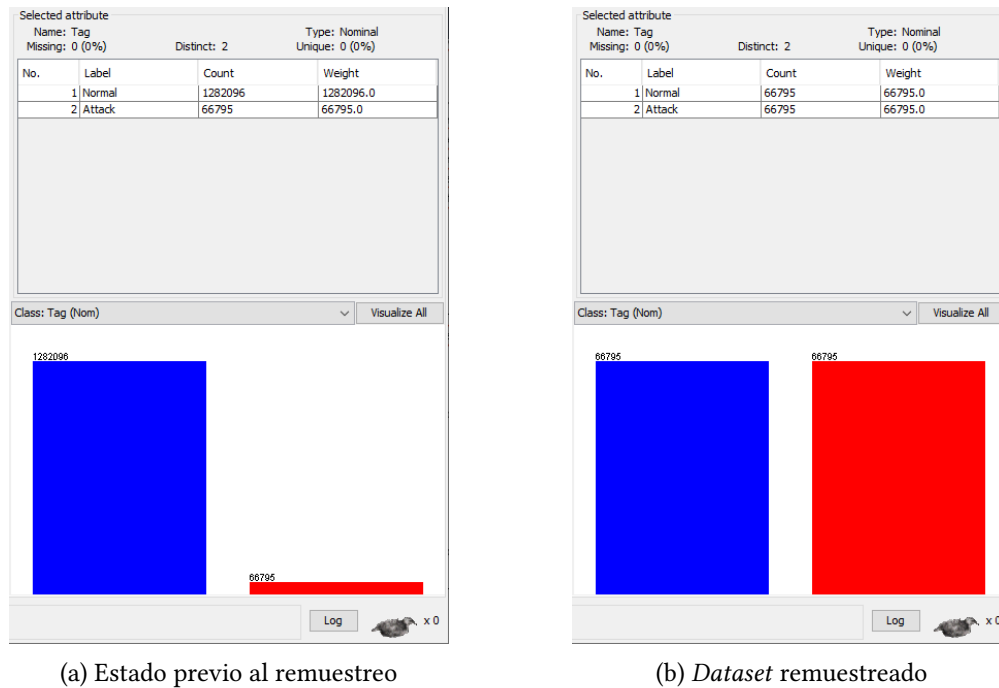 Selected attribute
Name: Tag Type: Nominal
Missing: 0 (0%) Distinct: 2 Unique: 0 (0%)
No. Label Count Weight
1 Normal 1282096 1282096.0
2 Attack 66795 66795.0
Class: Tag (Nom) Visualize All
1282096
66795
Log x 0
(a) Estado previo al remuestreo
Selected attribute
Name: Tag Type: Nominal
Missing: 0 (0%) Distinct: 2 Unique: 0 (0%)
No. Label Count Weight
1 Normal 66795 66795.0
2 Attack 66795 66795.0
Class: Tag (Nom) Visualize All
66795 66795
Log x 0
(b) Dataset remuestreado